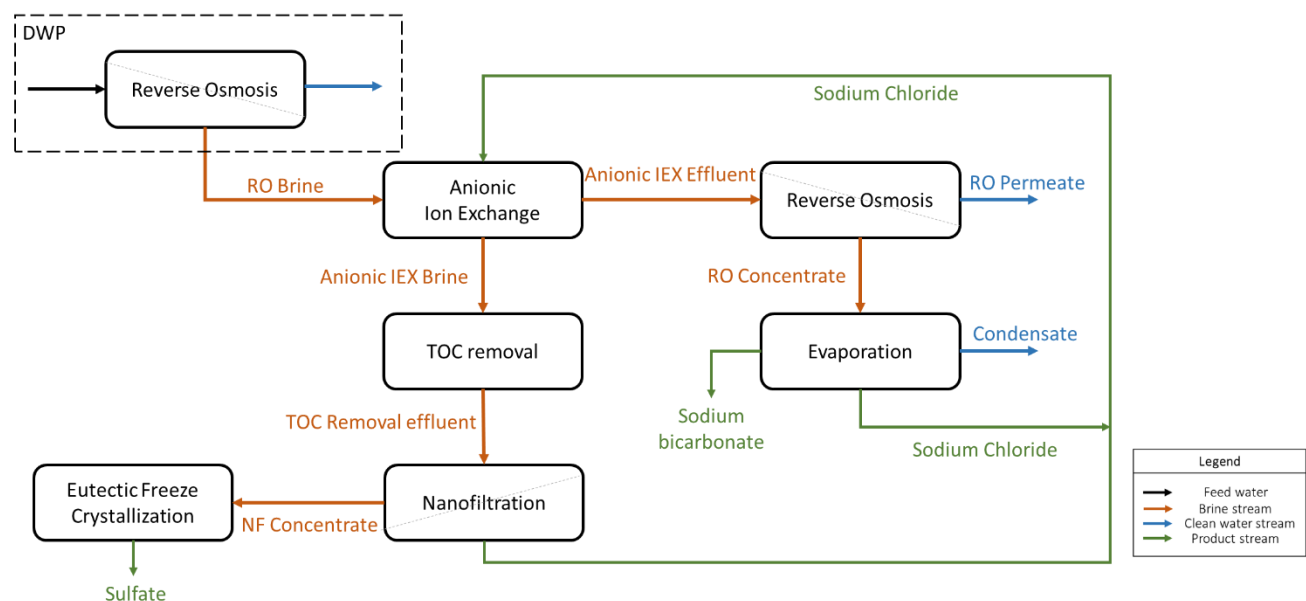 DWP
Reverse Osmosis
Sodium Chloride
RO Brine
Anionic
Ion Exchange
Anionic IEX Effluent
Reverse Osmosis
RO Permeate
Anionic IEX Brine
RO Concentrate
TOC removal
Evaporation
Condensate
TOC Removal effluent
Sodium
bicarbonate
Sodium Chloride
Eutectic Freeze
Crystallization
NF Concentrate
Nanofiltration
Sulfate
Legend
Feed water
Brine stream
Clean water stream
Product stream